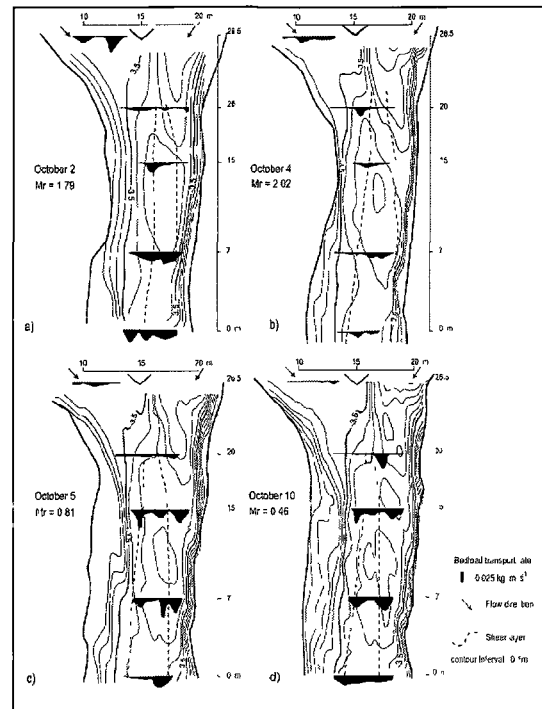 10 15 20 m
26.5
October 2
Mr = 1.79
-3.5
-3.5
20
15
7
0 m
a)
10 15 20 m
26.5
October 4
Mr = 2.02
20
15
7
0 m
b)
10 15 20 m
26.5
October 5
Mr = 0.81
-3.5
20
15
7
0 m
c)
10 15 20 m
26.5
October 10
Mr = 0.46
-3.5
20
7
0 m
d)
Bedload transport rate
0.025 kg m s
Flow direction
Shear layer
contour interval